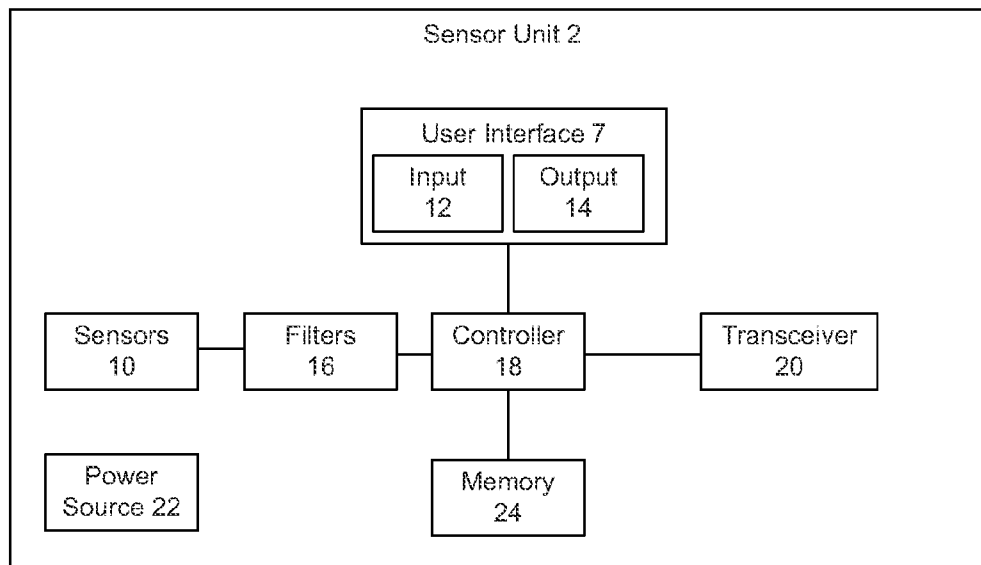 Sensor Unit 2
User Interface 7
Input
12
Output
14
Sensors
10
Filters
16
Controller
18
Transceiver
20
Power
Source 22
Memory
24